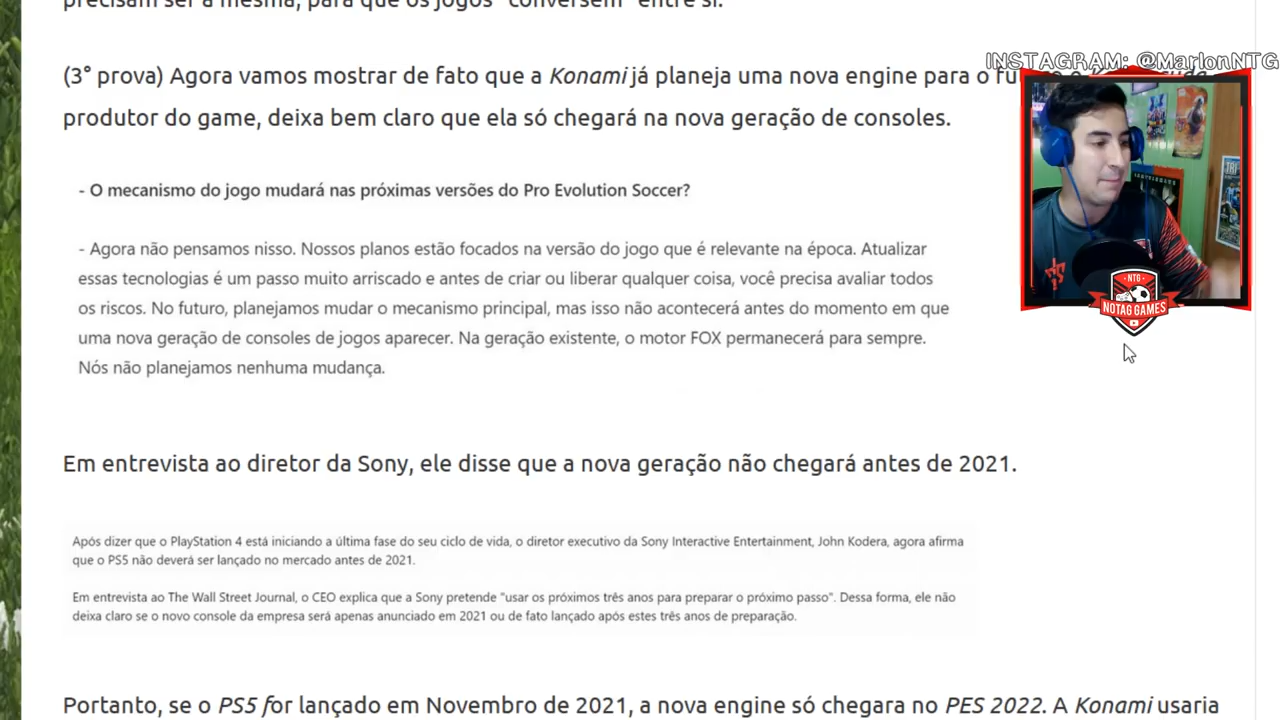 precisam ser a mesma, para que os jogos "conversem" entre si.
INSTAGRAM: @MarlonNTG
(3° prova) Agora vamos mostrar de fato que a Konami já planeja uma nova engine para o
produtor do game, deixa bem claro que ela só chegará na nova geração de consoles.
- O mecanismo do jogo mudará nas próximas versões do Pro Evolution Soccer?
- Agora não pensamos nisso. Nossos planos estão focados na versão do jogo que é relevante na época. Atualizar
essas tecnologias é um passo muito arriscado e antes de criar ou liberar qualquer coisa, você precisa avaliar todos
os riscos. No futuro, planejamos mudar o mecanismo principal, mas isso não acontecerá antes do momento em que
uma nova geração de consoles de jogos aparecer. Na geração existente, o motor FOX permanecerá para sempre.
Nós não planejamos nenhuma mudança.
NTG
NOTAG GAMES
Em entrevista ao diretor da Sony, ele disse que a nova geração não chegará antes de 2021.
Após dizer que o PlayStation 4 está iniciando a última fase do seu ciclo de vida, o diretor executivo da Sony Interactive Entertainment, John Kodera, agora afirma
que o PS5 não deverá ser lançado no mercado antes de 2021.
Em entrevista ao The Wall Street Journal, o CEO explica que a Sony pretende "usar os próximos três anos para preparar o próximo passo". Dessa forma, ele não
deixa claro se o novo console da empresa será apenas anunciado em 2021 ou de fato lançado após estes três anos de preparação.
Portanto, se o PS5 for lançado em Novembro de 2021, a nova engine só chegara no PES 2022. A Konami usaria